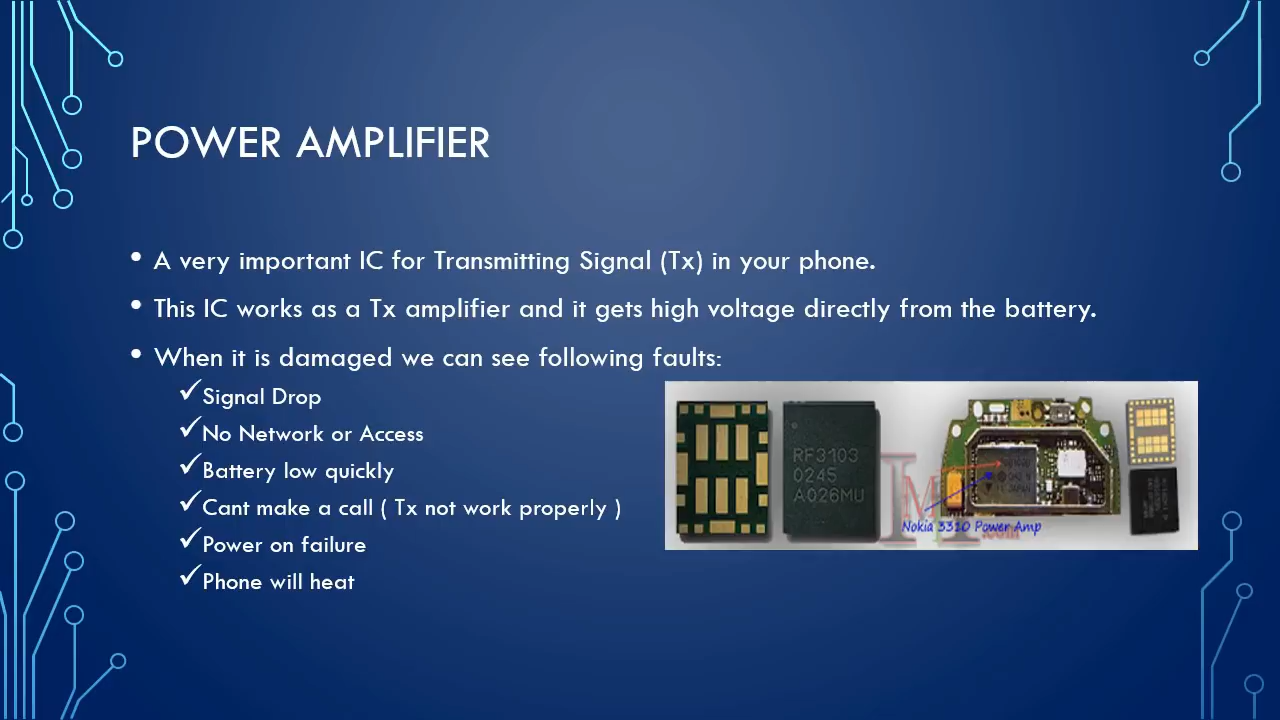 POWER AMPLIFIER
• A very important IC for Transmitting Signal (Tx) in your phone.
• This IC works as a Tx amplifier and it gets high voltage directly from the battery.
• When it is damaged we can see following faults:
✓Signal Drop
✓No Network or Access
✓Battery low quickly
✓Cant make a call ( Tx not work properly )
✓Power on failure
✓Phone will heat
RF3103
0245
A026MU
Nokia 3310 Power Amp
.com